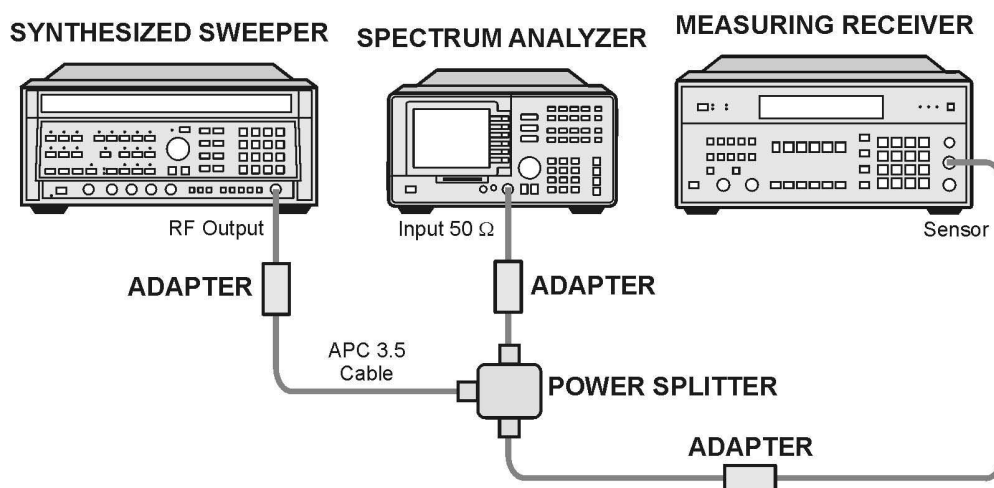 SYNTHESIZED SWEEPER
SPECTRUM ANALYZER
MEASURING RECEIVER
RF Output
Input 50 Ω
Sensor
ADAPTER
ADAPTER
APC 3.5
Cable
POWER SPLITTER
ADAPTER